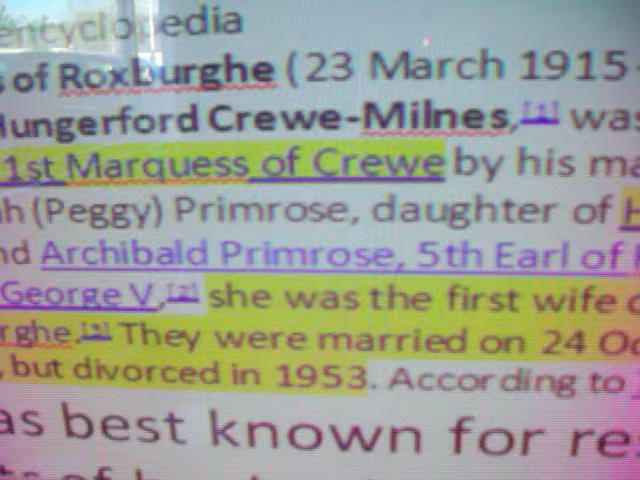 encyclopedia
s of Roxburghe (23 March 1915
Hungerford Crewe-Milnes,[1] was
1st Marquess of Crewe by his ma
h (Peggy) Primrose, daughter of H
nd Archibald Primrose, 5th Earl of
George V,[2] she was the first wife
rghe.[3] They were married on 24 Oc
, but divorced in 1953. According to
as best known for res